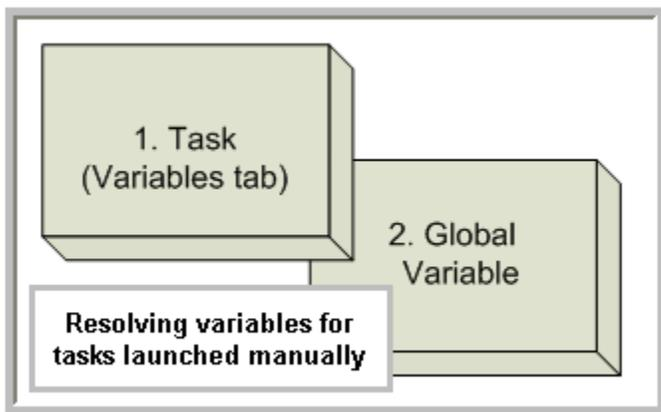 1. Task
(Variables tab)
2. Global
Variable
Resolving variables for
tasks launched manually